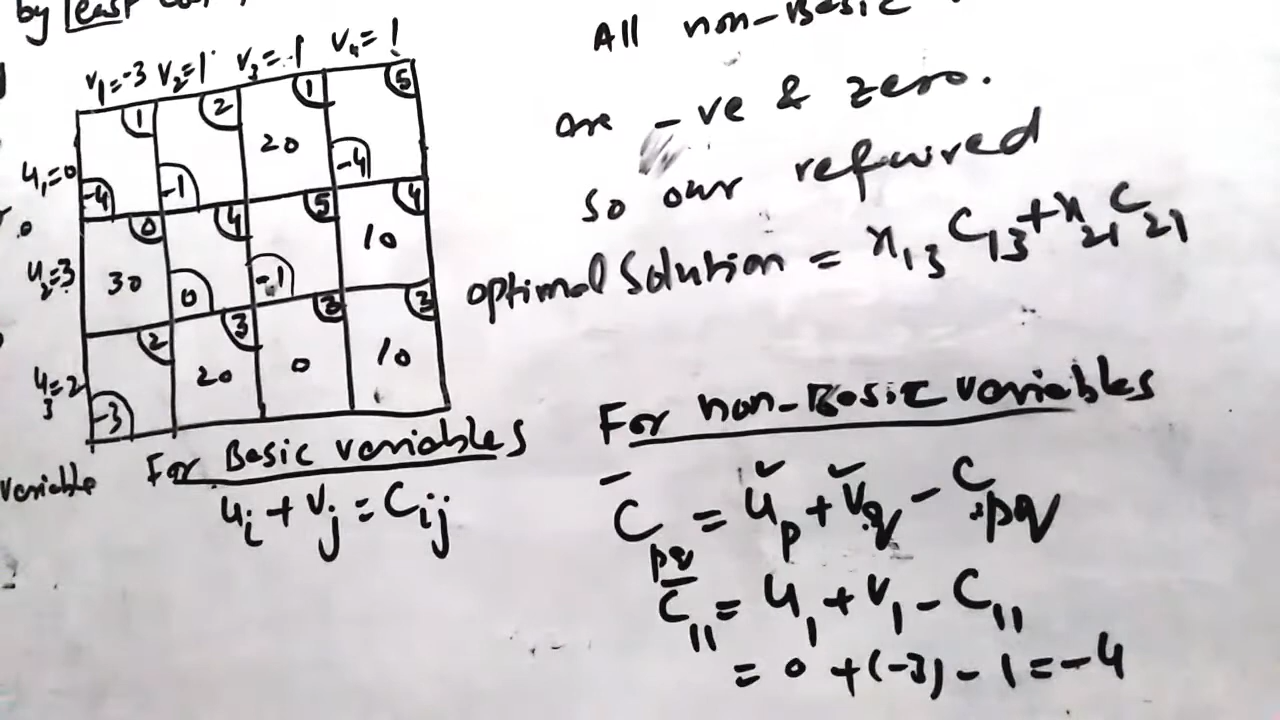 by least
v₁=-3 v₂=1 v₃=1 v₄=1
1 2 1 5
u₁=0 20
-4 -1 -4
0 4 5 4
u₂=3 30 10
0 -1
2 3 3
u₃=2 20 0 10
-3
variable
For Basic variables
uᵢ + vⱼ = Cᵢⱼ
All non-Basic
are -ve & zero.
so our refuired
optimal Solution = x₁₃ C₁₃ + x₂₁ C₂₁
For non-Basic variables
C̄pq = up + vq - Cpq
C̄₁₁ = u₁ + v₁ - C₁₁
= 0 + (-3) - 1 = -4